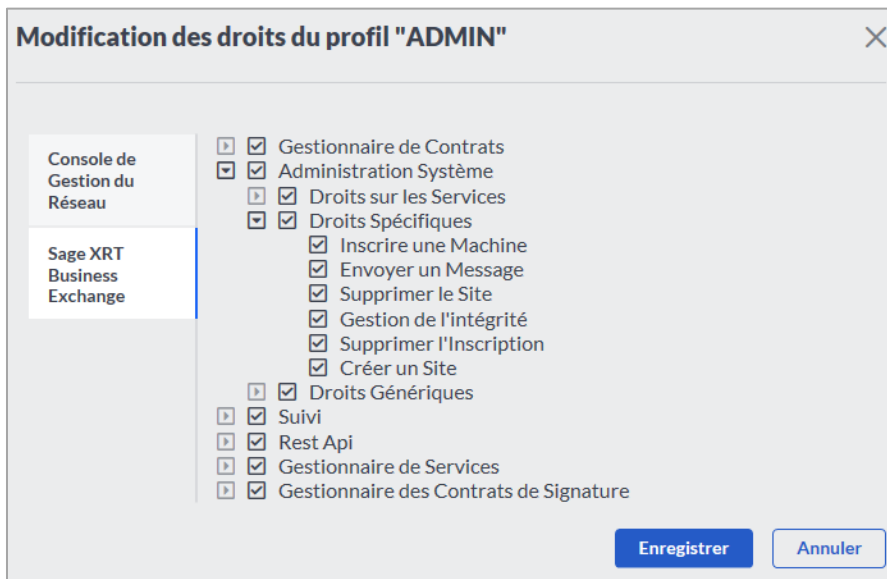 Modification des droits du profil "ADMIN"
Console de
Gestion du
Réseau
Sage XRT
Business
Exchange
Gestionnaire de Contrats
Administration Système
Droits sur les Services
Droits Spécifiques
Inscrire une Machine
Envoyer un Message
Supprimer le Site
Gestion de l'intégrité
Supprimer l'Inscription
Créer un Site
Droits Génériques
Suivi
Rest Api
Gestionnaire de Services
Gestionnaire des Contrats de Signature
Enregistrer
Annuler